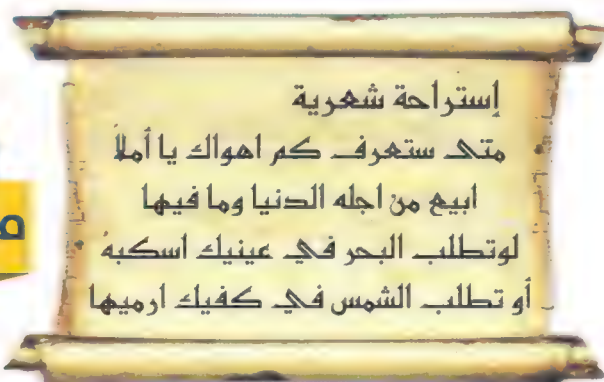 إستراحة شعرية
متى ستعرف كم اهواك يا أملاً
ابيع من اجله الدنيا وما فيها
لوتطلب البحر في عينيك اسكبهُ
أو تطلب الشمس في كفيك ارميها